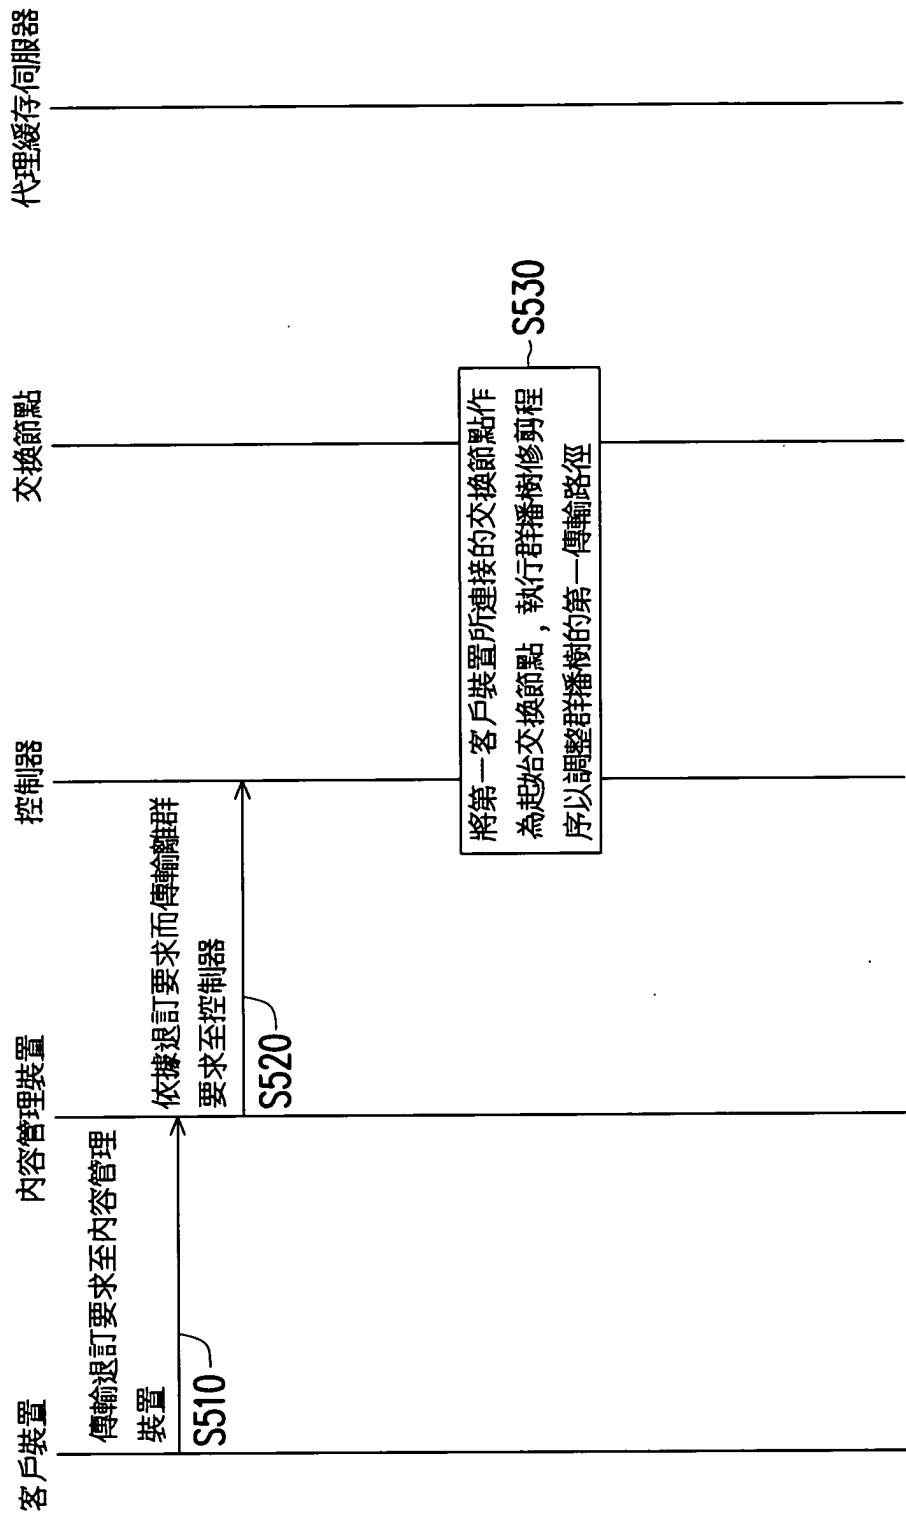 客戶裝置
內容管理裝置
控制器
交換節點
代理緩存伺服器
傳輸退訂要求至內容管理
裝置
S510
依據退訂要求而傳輸離群
要求至控制器
S520
將第一客戶裝置所連接的交換節點作
為起始交換節點,執行群播樹修剪程
序以調整群播樹的第一傳輸路徑
S530